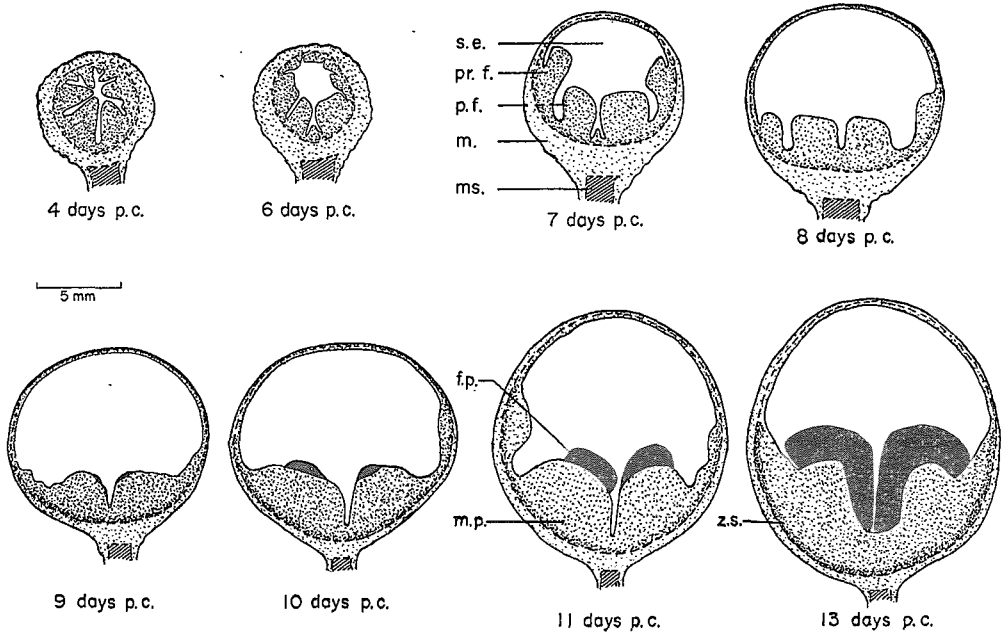 s.e.
pr. f.
p.f.
m.
ms.
4 days p.c.
6 days p.c.
7 days p.c.
8 days p.c.
5 mm
f.p.
m.p.
z.s.
9 days p.c.
10 days p.c.
11 days p.c.
13 days p.c.